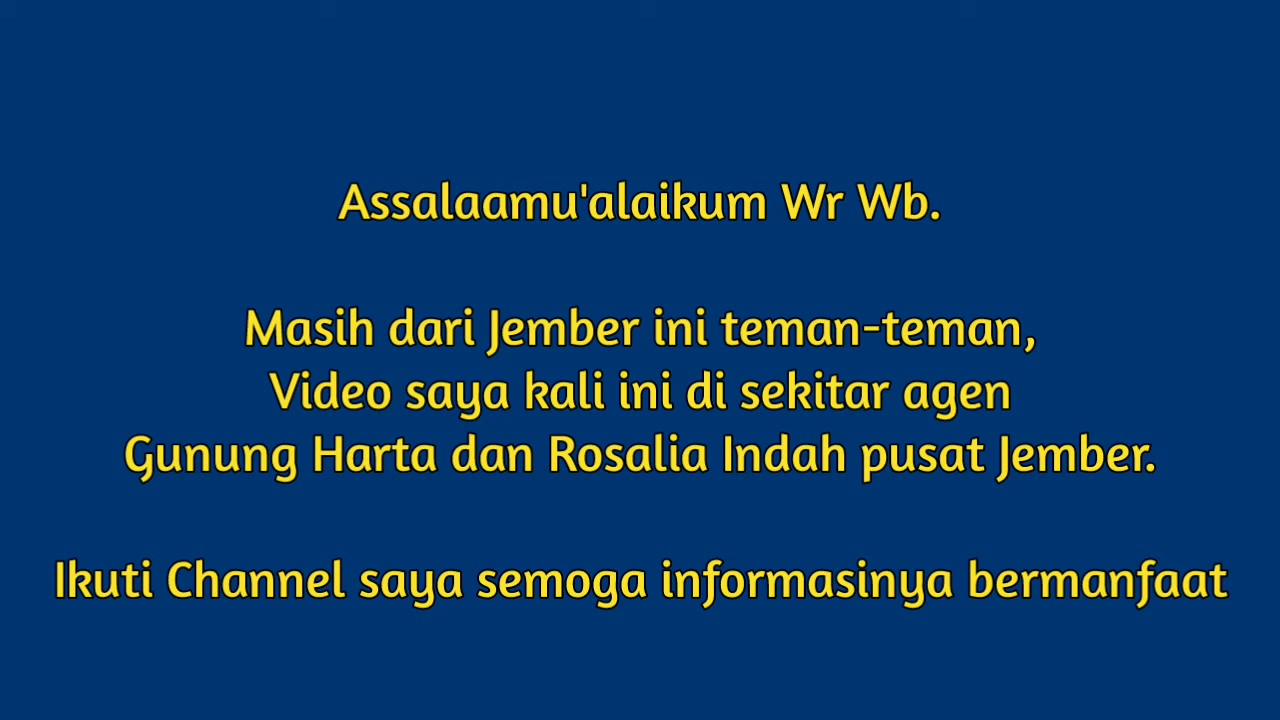 Assalaamu'alaikum Wr Wb.
Masih dari Jember ini teman-teman,
Video saya kali ini di sekitar agen
Gunung Harta dan Rosalia Indah pusat Jember.
Ikuti Channel saya semoga informasinya bermanfaat